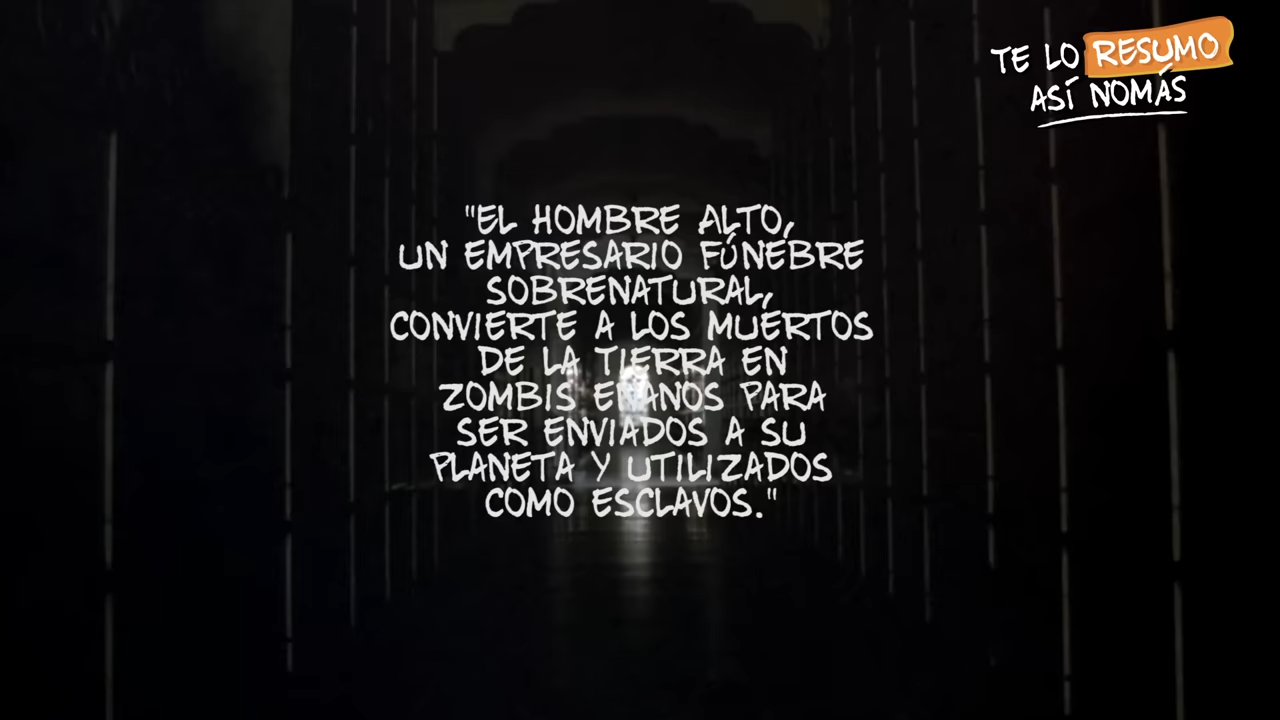 TE LO RESUMO
ASÍ NOMÁS
"EL HOMBRE ALTO,
UN EMPRESARIO FÚNEBRE
SOBRENATURAL,
CONVIERTE A LOS MUERTOS
DE LA TIERRA EN
ZOMBIS ENANOS PARA
SER ENVIADOS A SU
PLANETA Y UTILIZADOS
COMO ESCLAVOS."